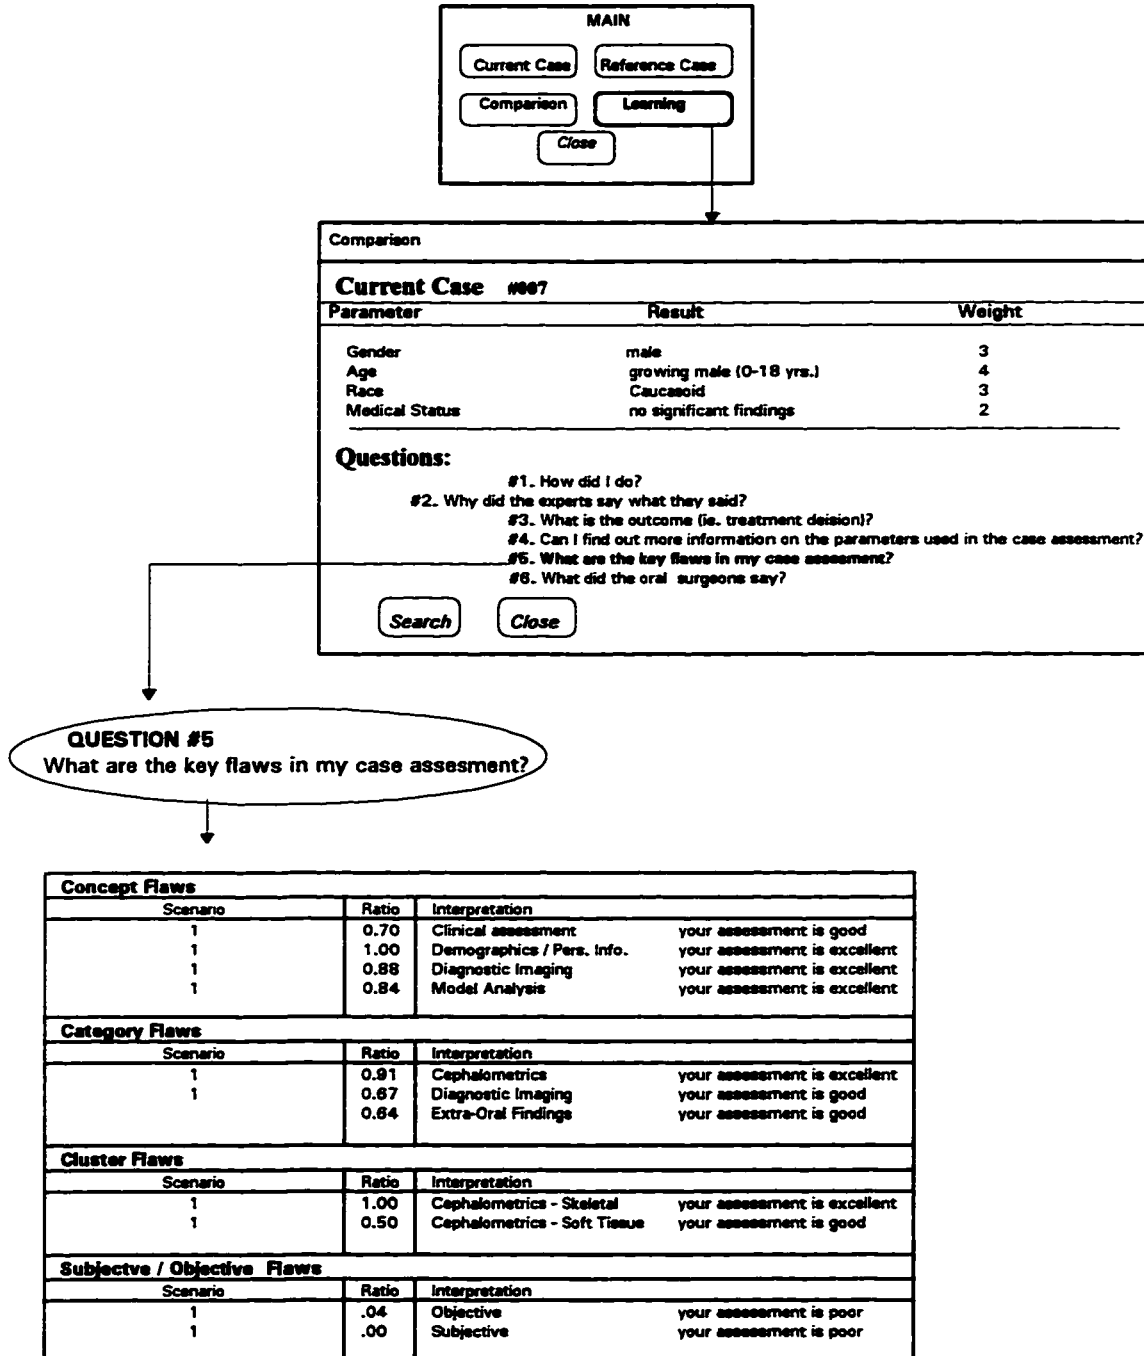 MAIN
Current Case Reference Case
Comparison Learning
Close
Comparison
Current Case #007
Parameter Result Weight
Gender male 3
Age growing male (0-18 yrs.) 4
Race Caucasoid 3
Medical Status no significant findings 2
Questions:
#1. How did I do?
#2. Why did the experts say what they said?
#3. What is the outcome (ie. treatment deision)?
#4. Can I find out more information on the parameters used in the case assessment?
#5. What are the key flaws in my case assesment?
#6. What did the oral surgeons say?
Search Close
QUESTION #5
What are the key flaws in my case assesment?
Concept Flaws
Scenario Ratio Interpretation
1 0.70 Clinical assessment your assessment is good
1 1.00 Demographics / Pers. Info. your assessment is excellent
1 0.88 Diagnostic Imaging your assessment is excellent
1 0.84 Model Analysis your assessment is excellent
Category Flaws
Scenario Ratio Interpretation
1 0.91 Cephalometrics your assessment is excellent
1 0.67 Diagnostic Imaging your assessment is good
0.64 Extra-Oral Findings your assessment is good
Cluster Flaws
Scenario Ratio Interpretation
1 1.00 Cephalometrics - Skeletal your assessment is excellent
1 0.50 Cephalometrics - Soft Tissue your assessment is good
Subjectve / Objective Flaws
Scenario Ratio Interpretation
1 .04 Objective your assessment is poor
1 .00 Subjective your assessment is poor